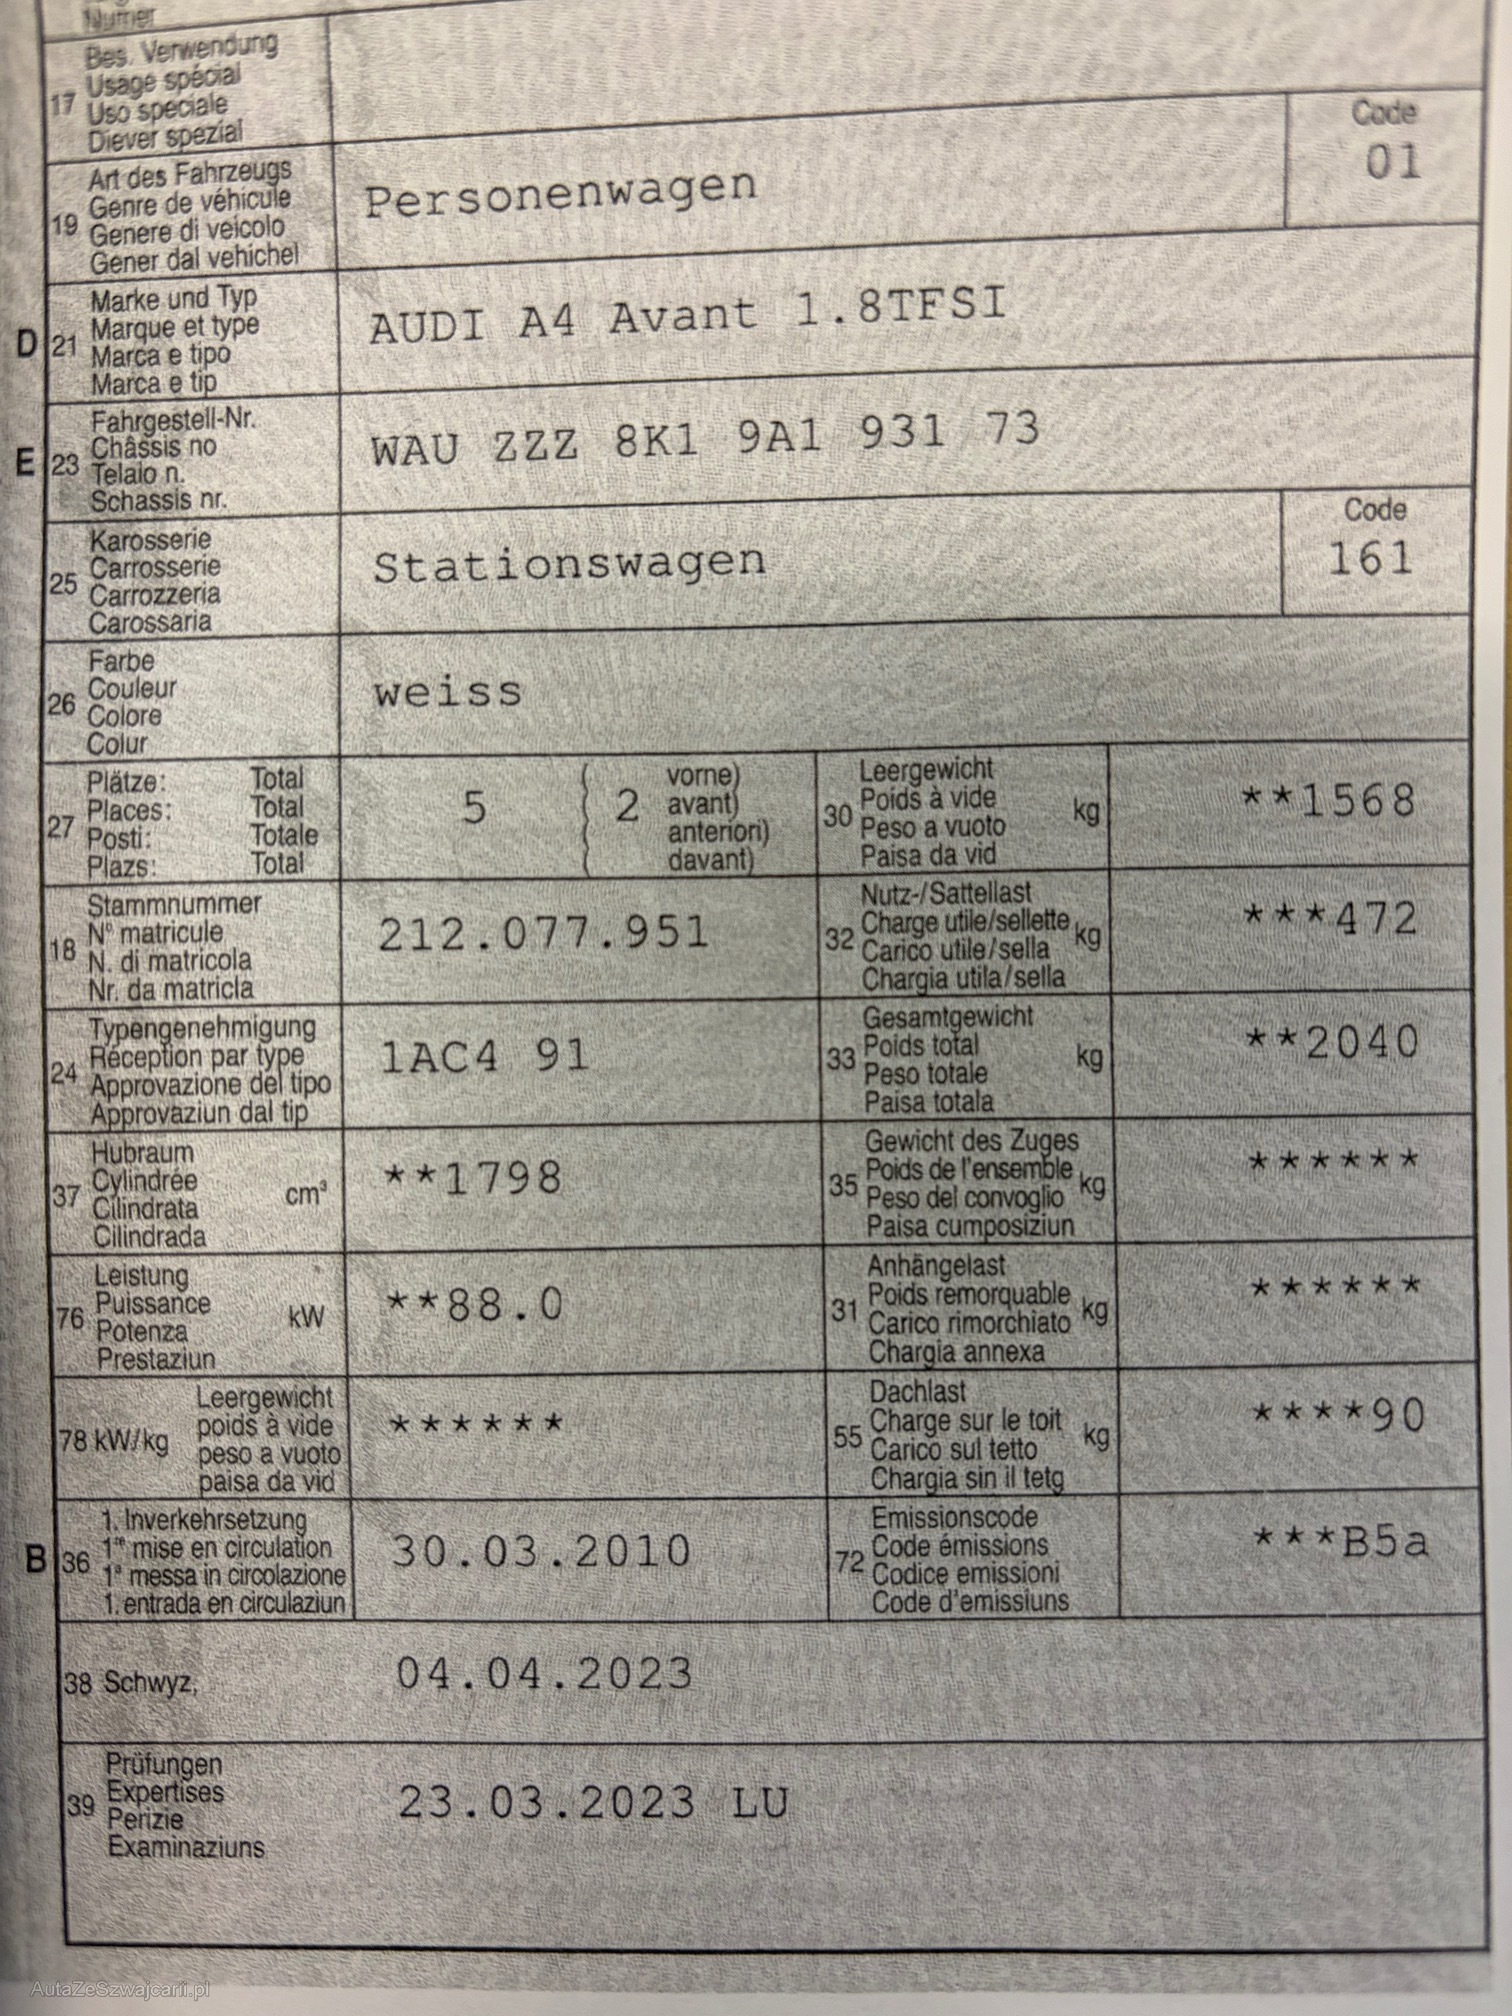 Numer
17 Bes. Verwendung
Usage spécial
Uso speciale
Diever spezial
19 Art des Fahrzeugs
Genre de véhicule
Genere di veicolo
Gener dal vehichel
Personenwagen
Code
01
D 21 Marke und Typ
Marque et type
Marca e tipo
Marca e tip
AUDI A4 Avant 1.8TFSI
E 23 Fahrgestell-Nr.
Châssis no
Telaio n.
Schassis nr.
WAU ZZZ 8K1 9A1 931 73
25 Karosserie
Carrosserie
Carrozzeria
Carossaria
Stationswagen
Code
161
26 Farbe
Couleur
Colore
Colur
weiss
27 Plätze: Total
Places: Total
Posti: Totale
Plazs: Total
5 ( 2 vorne)
( avant)
( anteriori)
( davant)
30 Leergewicht
Poids à vide
Peso a vuoto
Paisa da vid
kg
**1568
18 Stammnummer
N° matricule
N. di matricola
Nr. da matricla
212.077.951
32 Nutz-/Sattellast
Charge utile/sellette
Carico utile/sella
Chargia utila/sella
kg
***472
24 Typengenehmigung
Réception par type
Approvazione del tipo
Approvaziun dal tip
1AC4 91
33 Gesamtgewicht
Poids total
Peso totale
Paisa totala
kg
**2040
37 Hubraum
Cylindrée
Cilindrata
Cilindrada
cm³
**1798
35 Gewicht des Zuges
Poids de l'ensemble
Peso del convoglio
Paisa cumposiziun
kg
******
76 Leistung
Puissance
Potenza
Prestaziun
kW
**88.0
31 Anhängelast
Poids remorquable
Carico rimorchiato
Chargia annexa
kg
******
78 kW/kg Leergewicht
poids à vide
peso a vuoto
paisa da vid
******
55 Dachlast
Charge sur le toit
Carico sul tetto
Chargia sin il tetg
kg
****90
B 36 1. Inverkehrsetzung
1re mise en circulation
1a messa in circolazione
1. entrada en circulaziun
30.03.2010
72 Emissionscode
Code émissions
Codice emissioni
Code d'emissiuns
***B5a
38 Schwyz, 04.04.2023
39 Prüfungen
Expertises
Perizie
Examinaziuns
23.03.2023 LU
AutaZeSzwajcarii.pl